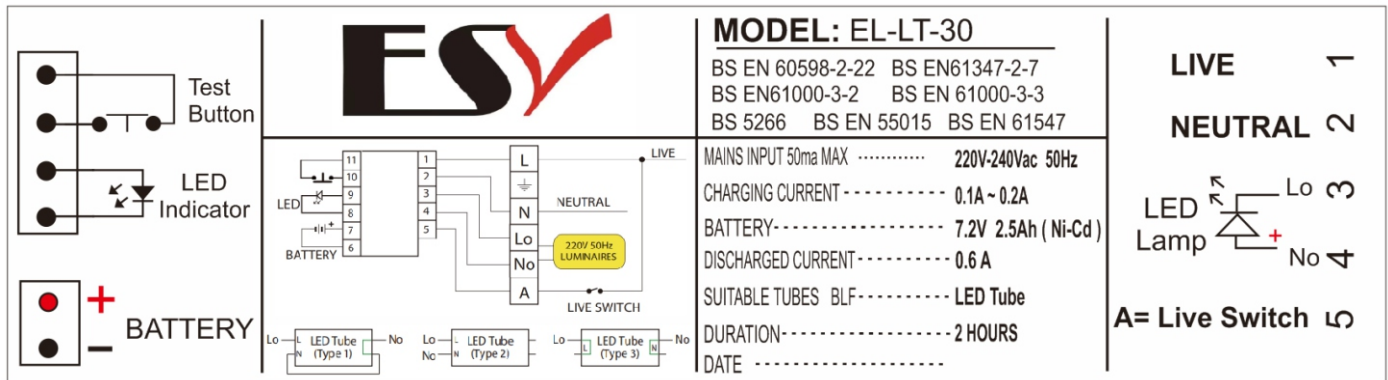 Test
Button
LED
Indicator
+
−
BATTERY
ESY
11
10
9
8
7
6
1
2
3
4
5
LED
BATTERY
+
L
N
Lo
No
A
LIVE
NEUTRAL
220V 50Hz
LUMINAIRES
LIVE SWITCH
Lo L N LED Tube (Type 1) No
Lo No L N LED Tube (Type 2)
Lo L LED Tube (Type 3) N No
MODEL: EL-LT-30
BS EN 60598-2-22 BS EN61347-2-7
BS EN61000-3-2 BS EN 61000-3-3
BS 5266 BS EN 55015 BS EN 61547
MAINS INPUT 50ma MAX ............ 220V-240Vac 50Hz
CHARGING CURRENT ----------- 0.1A ~ 0.2A
BATTERY------------------ 7.2V 2.5Ah ( Ni-Cd )
DISCHARGED CURRENT---------- 0.6 A
SUITABLE TUBES BLF---------- LED Tube
DURATION------------------ 2 HOURS
DATE --------------------
LIVE 1
NEUTRAL 2
LED
Lamp
Lo 3
+
No 4
A= Live Switch 5